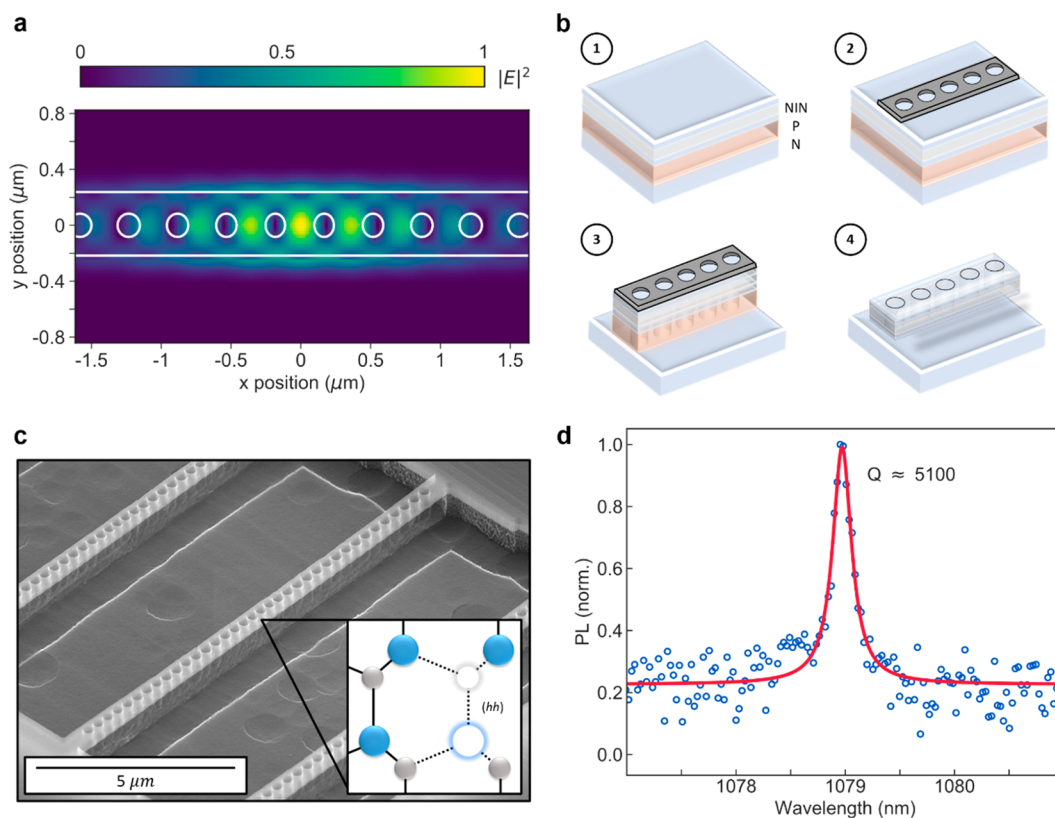 a
0 0.5 1
|E|²
0.8
0.4
0
-0.4
-0.8
y position (μm)
-1.5 -1 -0.5 0 0.5 1 1.5
x position (μm)
b
1
NIN
P
N
2
3
4
c
(hh)
5 μm
d
1.0
0.8
0.6
0.4
0.2
0.0
PL (norm.)
Q ≈ 5100
1078 1079 1080
Wavelength (nm)